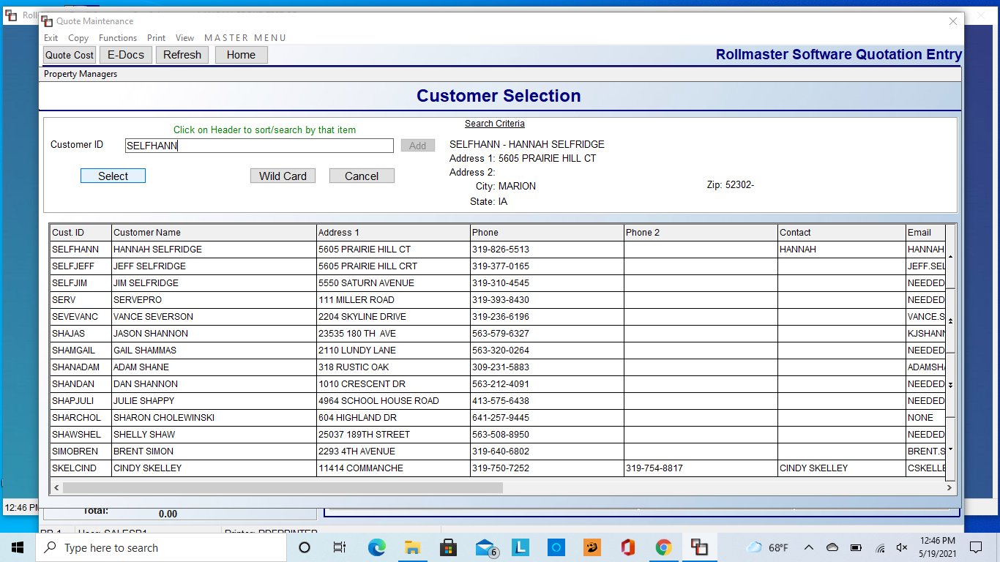 Roll
Quote Maintenance
Exit Copy Functions Print View M A S T E R M E N U
Quote Cost E-Docs Refresh Home Rollmaster Software Quotation Entry
Property Managers
Customer Selection
Search Criteria
Click on Header to sort/search by that item
Customer ID SELFHANN Add SELFHANN - HANNAH SELFRIDGE
Address 1: 5605 PRAIRIE HILL CT
Address 2:
Select Wild Card Cancel
City: MARION Zip: 52302-
State: IA
Cust. ID Customer Name Address 1 Phone Phone 2 Contact Email
SELFHANN HANNAH SELFRIDGE 5605 PRAIRIE HILL CT 319-826-5513 HANNAH HANNAH
SELFJEFF JEFF SELFRIDGE 5605 PRAIRIE HILL CRT 319-377-0165 JEFF.SEL
SELFJIM JIM SELFRIDGE 5550 SATURN AVENUE 319-310-4545 NEEDED
SERV SERVEPRO 111 MILLER ROAD 319-393-8430 NEEDED
SEVEVANC VANCE SEVERSON 2204 SKYLINE DRIVE 319-236-6196 VANCE.S
SHAJAS JASON SHANNON 23535 180 TH AVE 563-579-6327 KJSHANN
SHAMGAIL GAIL SHAMMAS 2110 LUNDY LANE 563-320-0264 NEEDED
SHANADAM ADAM SHANE 318 RUSTIC OAK 309-231-5883 ADAMSHA
SHANDAN DAN SHANNON 1010 CRESCENT DR 563-212-4091 NEEDED
SHAPJULI JULIE SHAPPY 4964 SCHOOL HOUSE ROAD 413-575-6438 NEEDED
SHARCHOL SHARON CHOLEWINSKI 604 HIGHLAND DR 641-257-9445 NONE
SHAWSHEL SHELLY SHAW 25037 189TH STREET 563-508-8950 NEEDED
SIMOBREN BRENT SIMON 2293 4TH AVENUE 319-640-6802 BRENT.S
SKELCIND CINDY SKELLEY 11414 COMMANCHE 319-750-7252 319-754-8817 CINDY SKELLEY CSKELLE
12:46 PM Total: 0.00
RP-1 User: SALESR1 Printer: PDFPRINTER
Type here to search 6 L 68°F 12:46 PM
5/19/2021